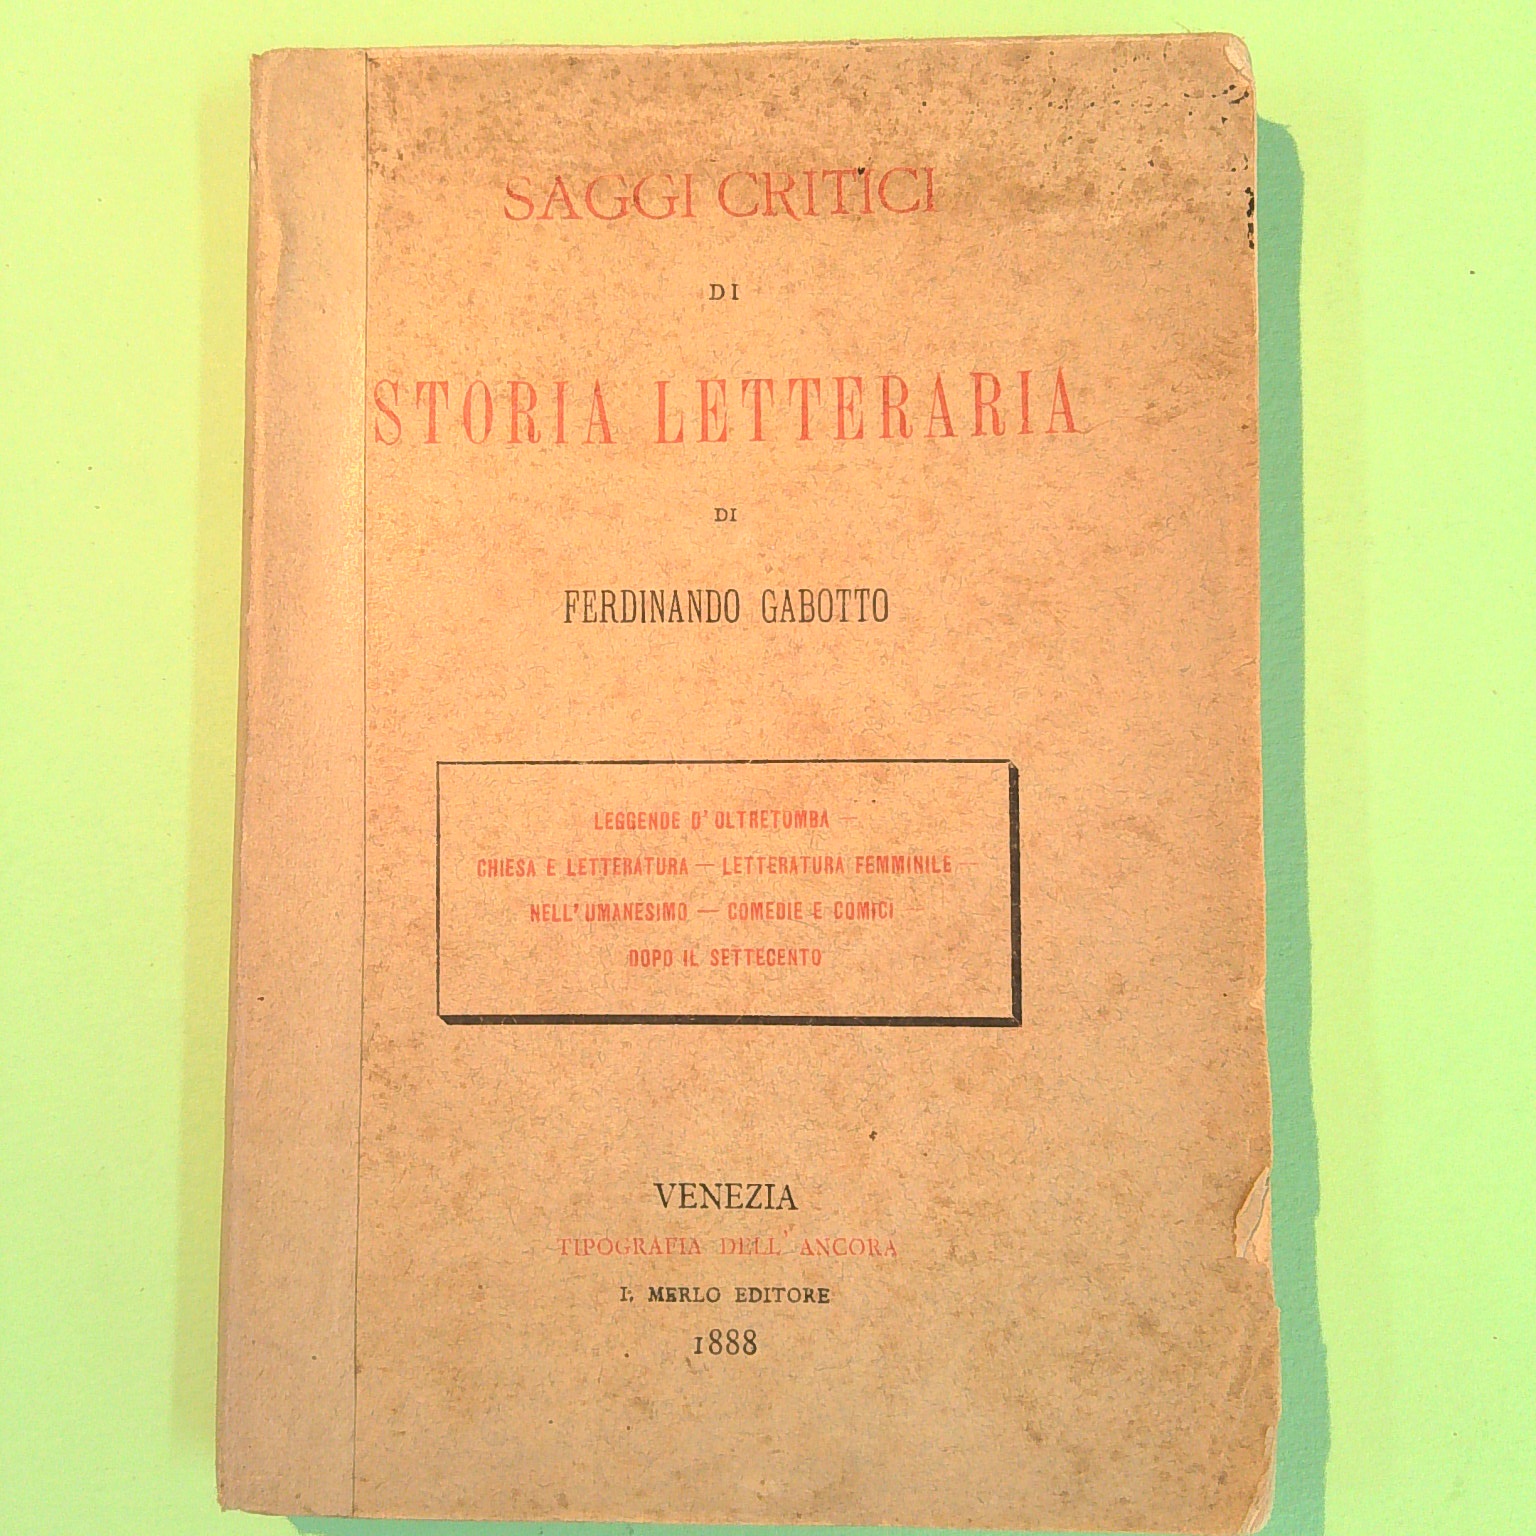 SAGGI CRITICI
DI
STORIA LETTERARIA
DI
FERDINANDO GABOTTO
LEGGENDE D'OLTRETOMBA —
CHIESA E LETTERATURA — LETTERATURA FEMMINILE —
NELL'UMANESIMO — COMEDIE E COMICI —
DOPO IL SETTECENTO
VENEZIA
TIPOGRAFIA DELL'ANCORA
L. MERLO EDITORE
1888